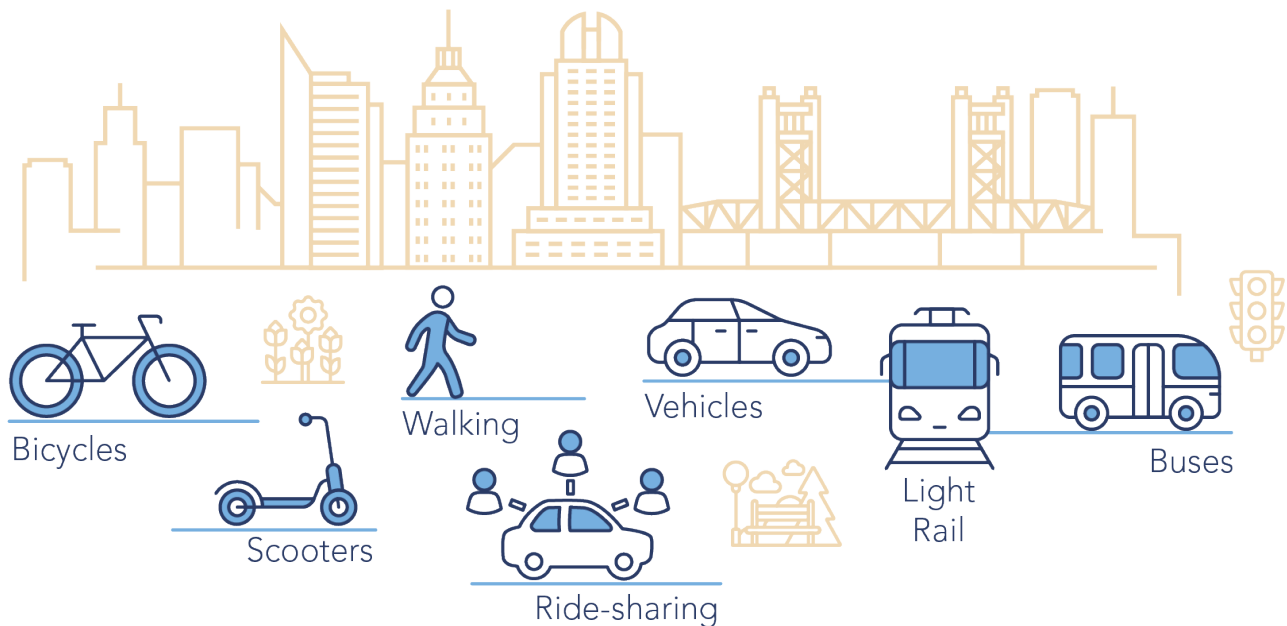 Bicycles
Scooters
Walking
Ride-sharing
Vehicles
Light
Rail
Buses